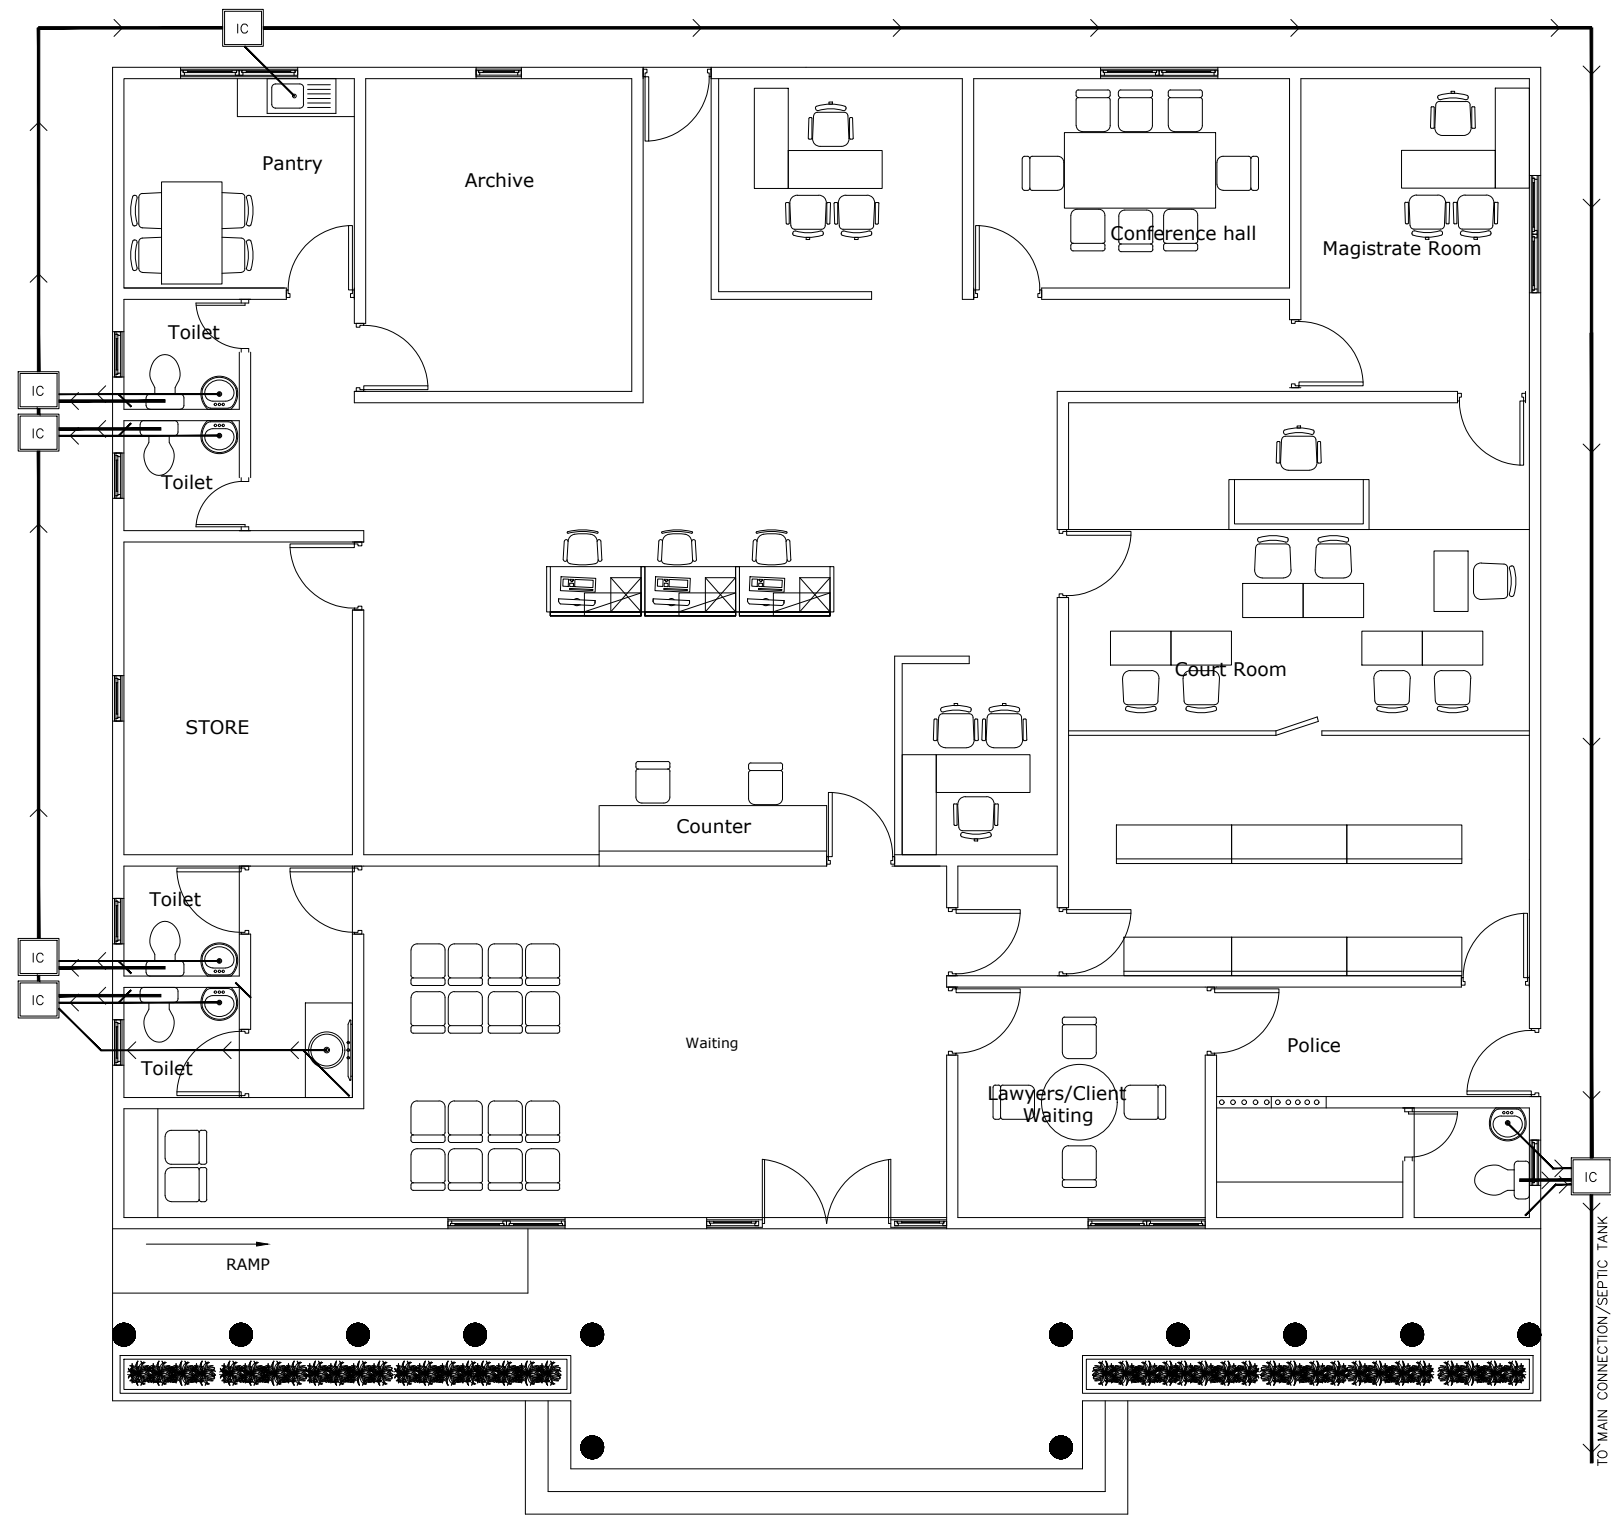 IC
Pantry
Archive
Conference hall
Magistrate Room
Toilet
IC
IC
Toilet
STORE
Court Room
Counter
Toilet
IC
IC
Waiting
Police
Toilet
Lawyers/Client
Waiting
IC
RAMP
TO MAIN CONNECTION/SEPTIC TANK